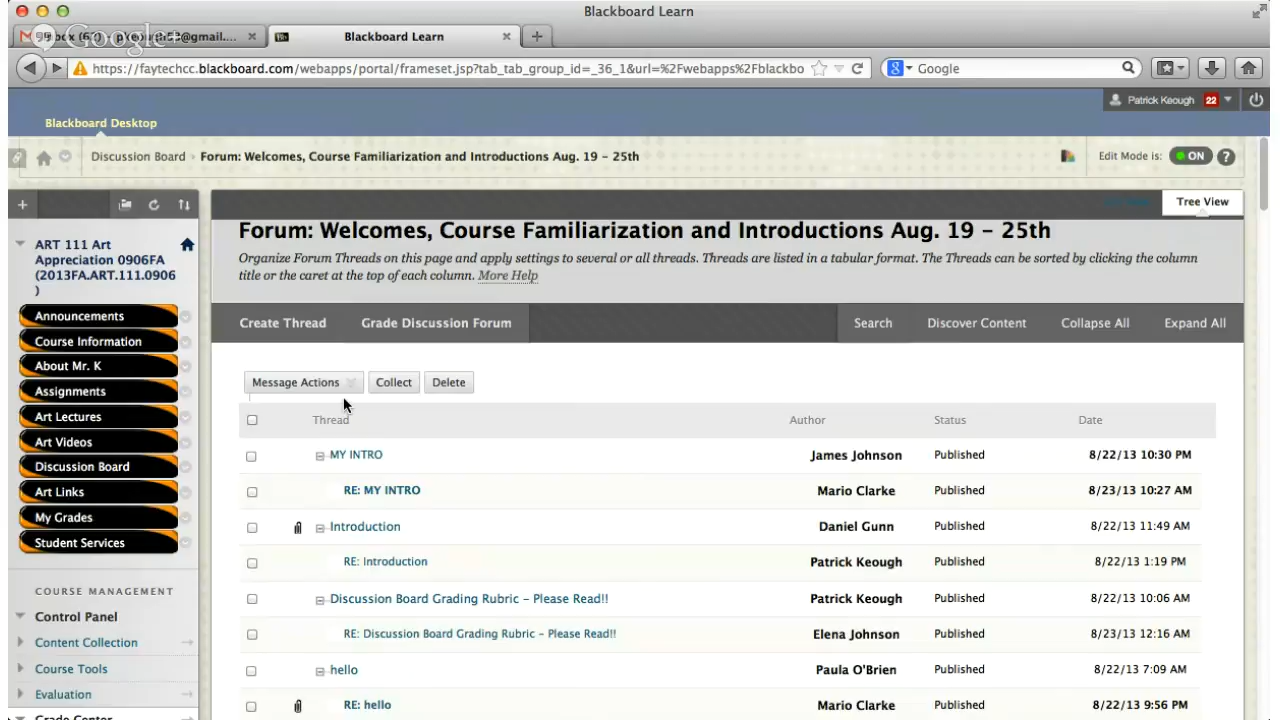 Blackboard Learn
Google+
Blackboard Learn
https://faytechcc.blackboard.com/webapps/portal/frameset.jsp?tab_tab_group_id=_36_1&url=%2Fwebapps%2Fblackbo
Google
Patrick Keough 22
Blackboard Desktop
Discussion Board
Forum: Welcomes, Course Familiarization and Introductions Aug. 19 - 25th
Edit Mode is: ON ?
Tree View
ART 111 Art
Appreciation 0906FA
(2013FA.ART.111.0906
)
Announcements
Course Information
About Mr. K
Assignments
Art Lectures
Art Videos
Discussion Board
Art Links
My Grades
Student Services
COURSE MANAGEMENT
Control Panel
Content Collection
Course Tools
Evaluation
Grade Center
Forum: Welcomes, Course Familiarization and Introductions Aug. 19 - 25th
Organize Forum Threads on this page and apply settings to several or all threads. Threads are listed in a tabular format. The Threads can be sorted by clicking the column
title or the caret at the top of each column. More Help
Create Thread Grade Discussion Forum Search Discover Content Collapse All Expand All
Message Actions Collect Delete
Thread Author Status Date
MY INTRO James Johnson Published 8/22/13 10:30 PM
RE: MY INTRO Mario Clarke Published 8/23/13 10:27 AM
Introduction Daniel Gunn Published 8/22/13 11:49 AM
RE: Introduction Patrick Keough Published 8/22/13 1:19 PM
Discussion Board Grading Rubric - Please Read!! Patrick Keough Published 8/22/13 10:06 AM
RE: Discussion Board Grading Rubric - Please Read!! Elena Johnson Published 8/23/13 12:16 AM
hello Paula O'Brien Published 8/22/13 7:09 AM
RE: hello Mario Clarke Published 8/22/13 9:56 PM